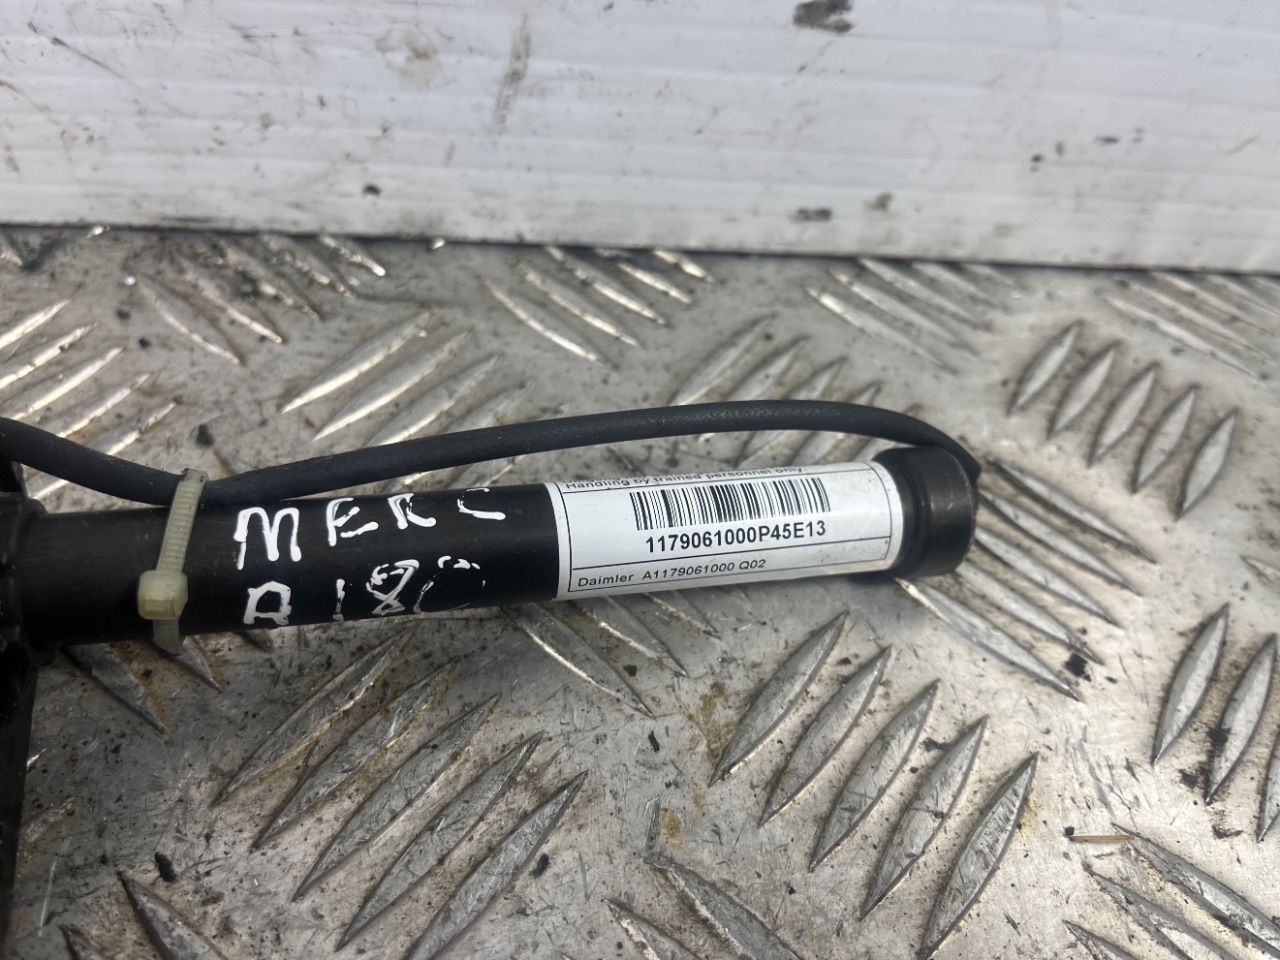 MERC
A180
Handling by trained personnel only
1179061000P45E13
Daimler A1179061000 Q02